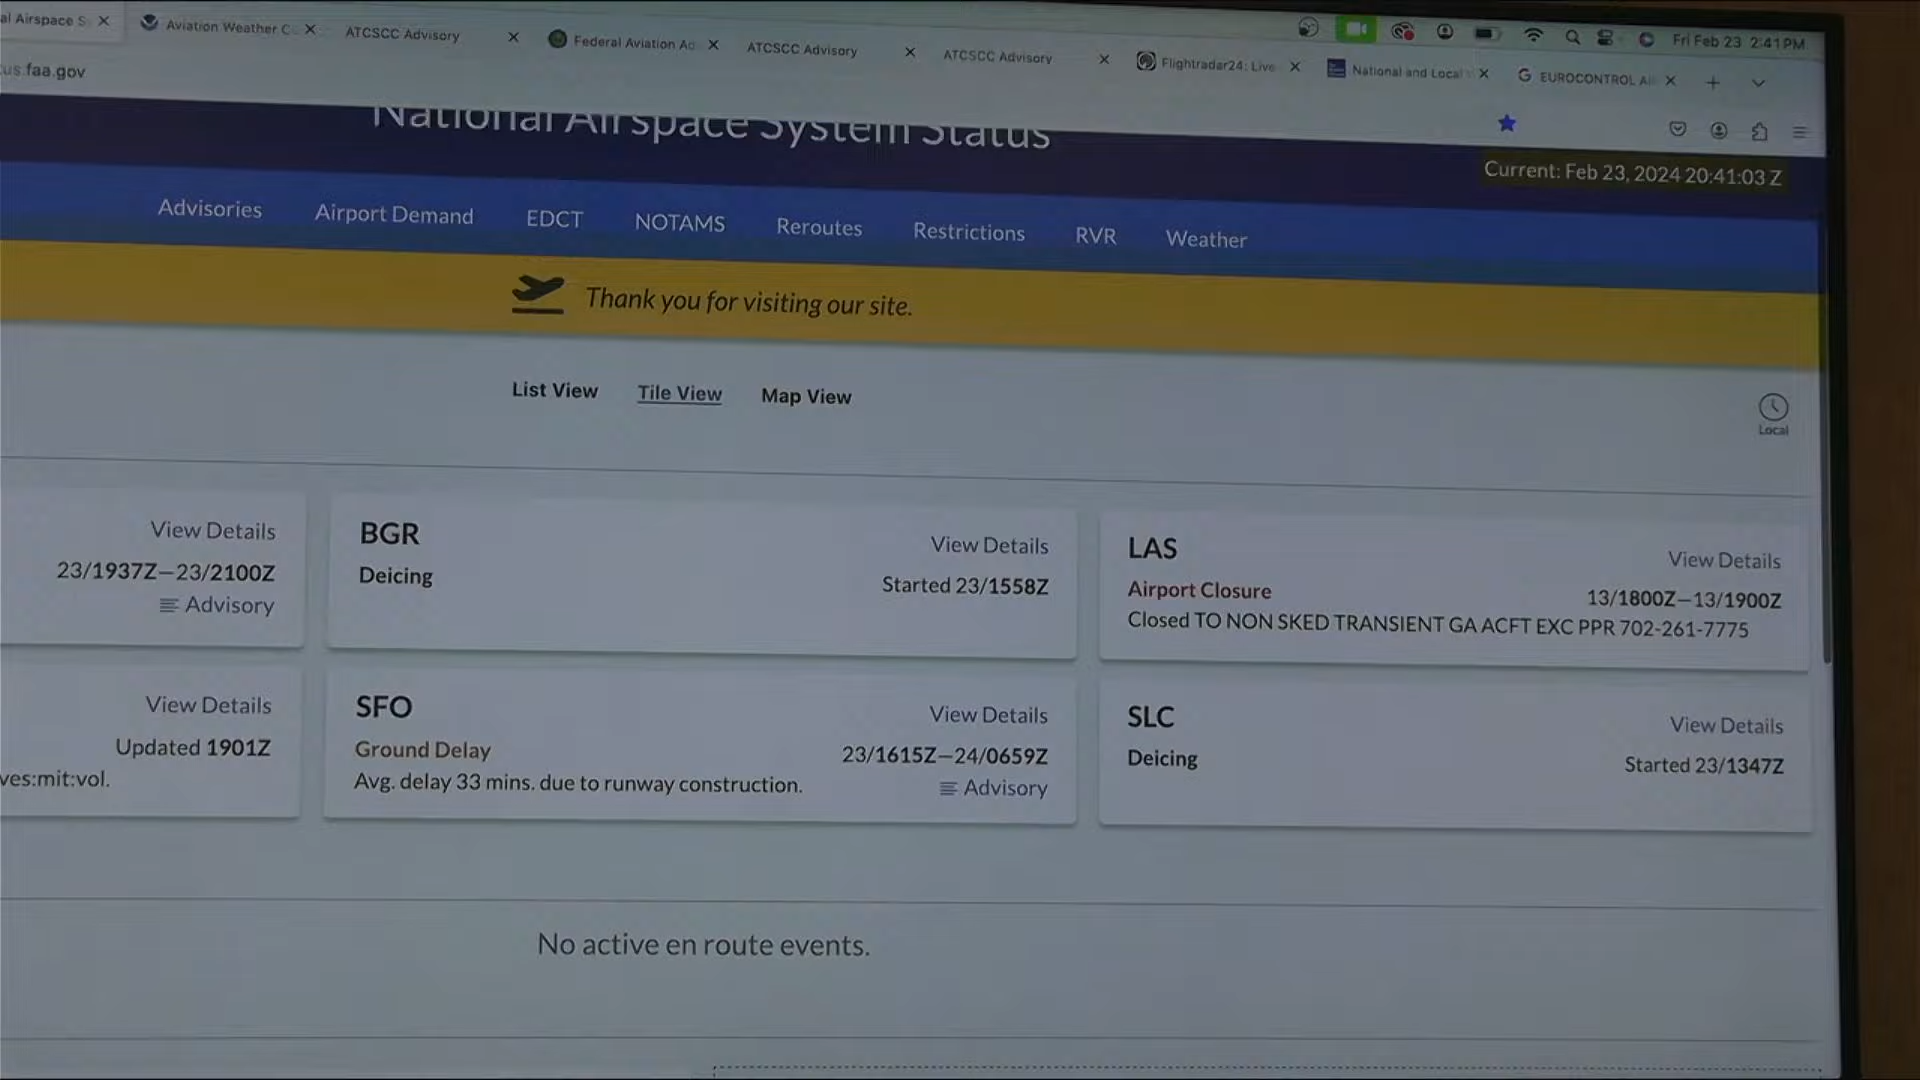 al Airspace S
Aviation Weather C
ATCSCC Advisory
Federal Aviation Ad
ATCSCC Advisory
ATCSCC Advisory
Flightradar24: Live
National and Local
EUROCONTROL
Fri Feb 23 2:41 PM
us.faa.gov
National Airspace System Status
Current: Feb 23, 2024 20:41:03 Z
Advisories
Airport Demand
EDCT
NOTAMS
Reroutes
Restrictions
RVR
Weather
Thank you for visiting our site.
List View
Tile View
Map View
Local
View Details
23/1937Z—23/2100Z
Advisory
BGR
View Details
Deicing
Started 23/1558Z
LAS
View Details
Airport Closure
13/1800Z—13/1900Z
Closed TO NON SKED TRANSIENT GA ACFT EXC PPR 702-261-7775
View Details
Updated 1901Z
ves:mit:vol.
SFO
View Details
Ground Delay
23/1615Z—24/0659Z
Avg. delay 33 mins. due to runway construction.
Advisory
SLC
View Details
Deicing
Started 23/1347Z
No active en route events.